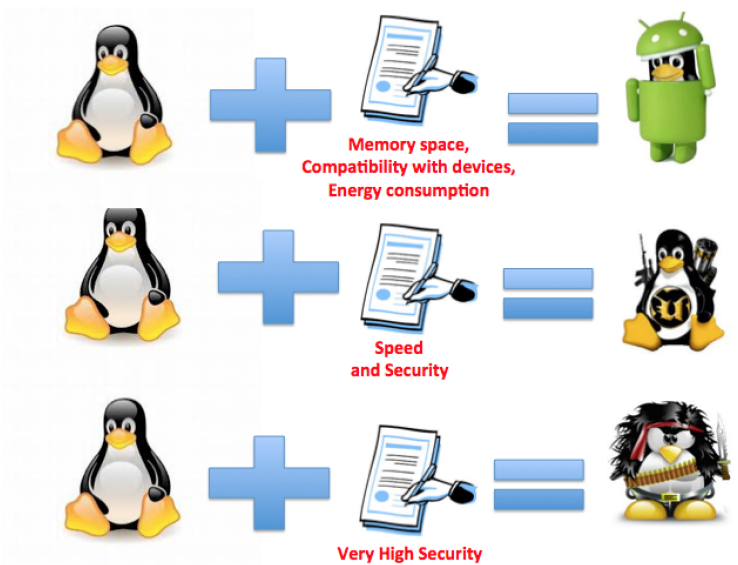 Memory space,
Compatibility with devices,
Energy consumption
Speed
and Security
Very High Security